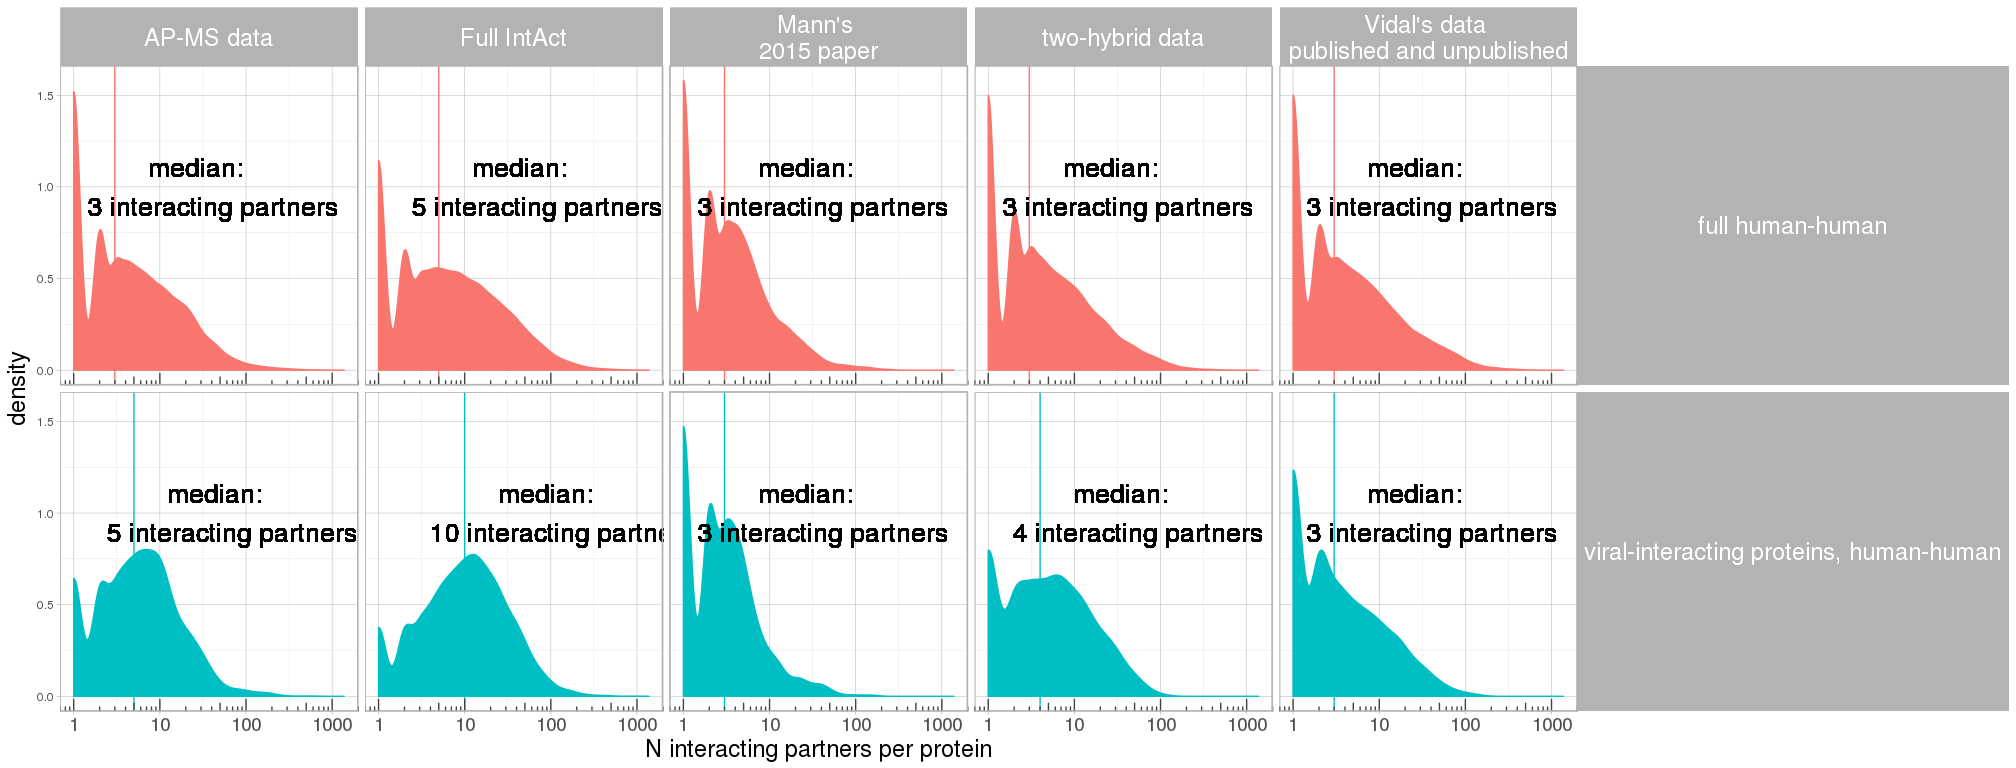 AP-MS data
Full IntAct
Mann's
2015 paper
two-hybrid data
Vidal's data
published and unpublished
1.5
1.0
0.5
0.0
median:
3 interacting partners
median:
5 interacting partners
median:
3 interacting partners
median:
3 interacting partners
median:
3 interacting partners
full human-human
density
1.5
1.0
0.5
0.0
median:
5 interacting partners
median:
10 interacting partne
median:
3 interacting partners
median:
4 interacting partners
median:
3 interacting partners
viral-interacting proteins, human-human
1 10 100 1000
1 10 100 1000
1 10 100 1000
1 10 100 1000
1 10 100 1000
N interacting partners per protein